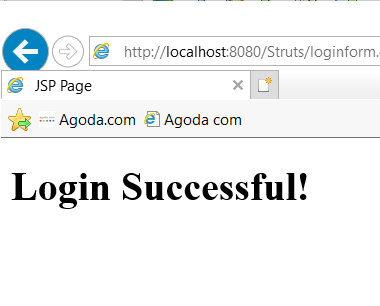 http://localhost:8080/Struts/loginform.
JSP Page
Agoda.com Agoda com
Login Successful!